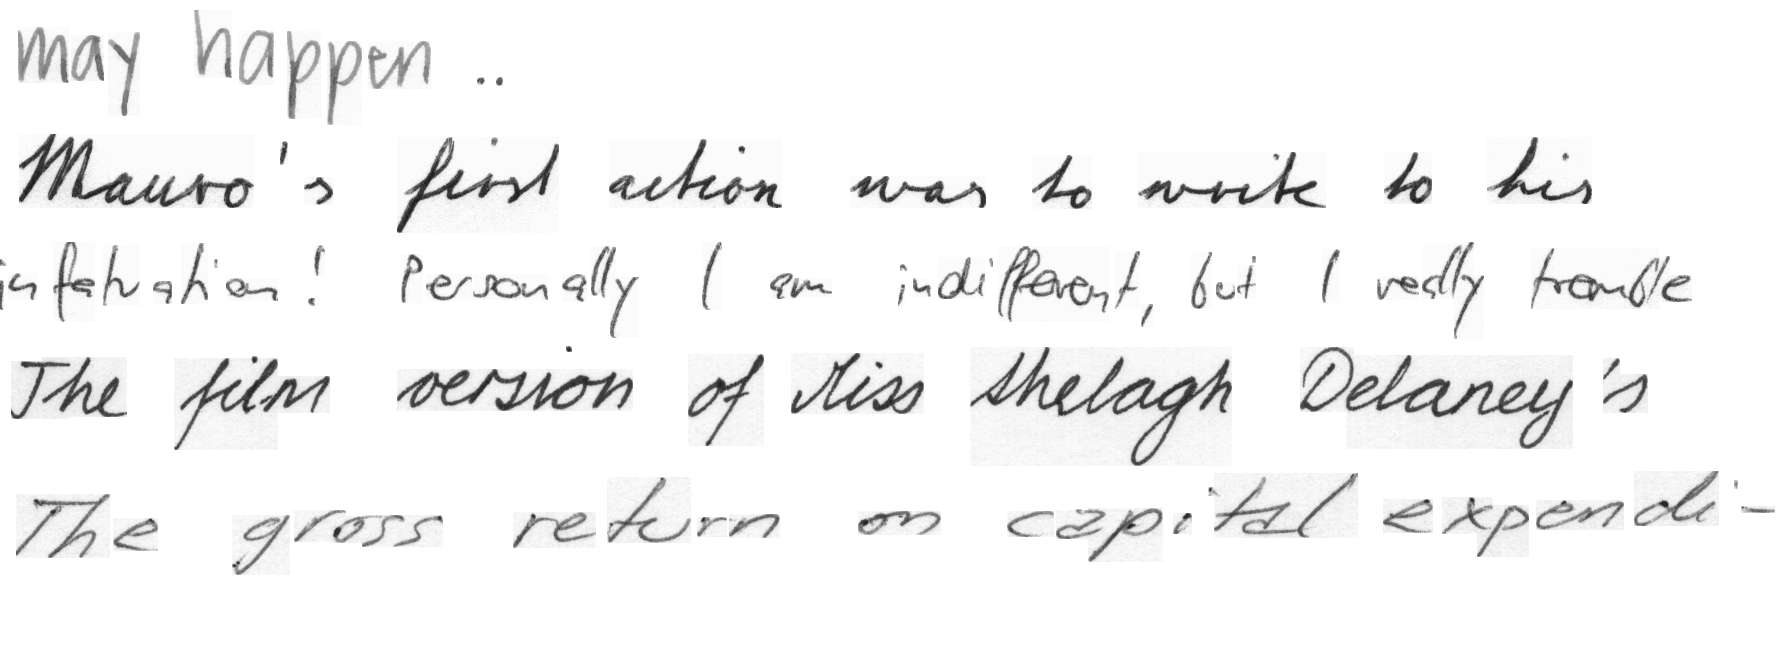 may happen ..
Mauro's first action was to write to his
infatuation! Personally I am indifferent, but I really tremble
The film version of Miss Shelagh Delaney's
The gross return on capital expendi-